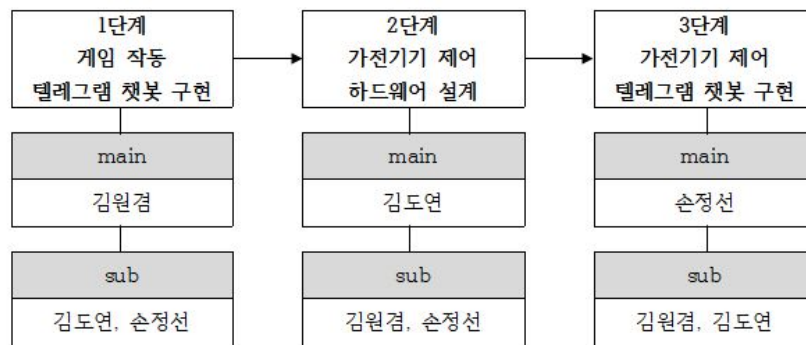 1단계
게임 작동
텔레그램 챗봇 구현
main
김원겸
sub
김도연, 손정선
2단계
가전기기 제어
하드웨어 설계
main
김도연
sub
김원겸, 손정선
3단계
가전기기 제어
텔레그램 챗봇 구현
main
손정선
sub
김원겸, 김도연